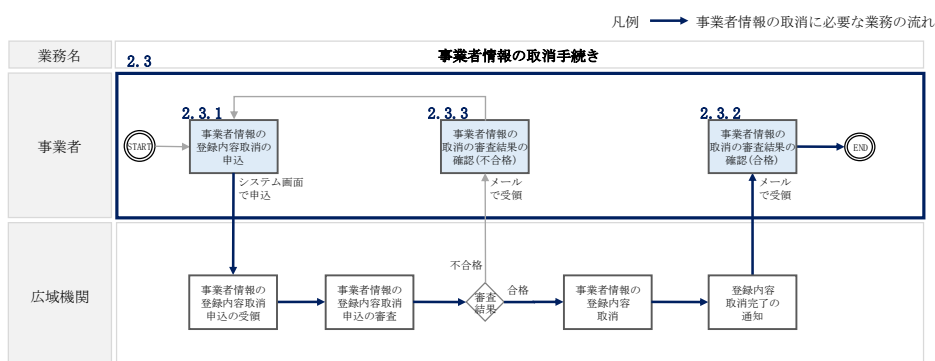 凡例 事業者情報の取消に必要な業務の流れ
業務名
2.3
事業者情報の取消手続き
事業者
START
2.3.1
事業者情報の
登録内容取消の
申込
システム画面
で申込
2.3.3
事業者情報の
取消の審査結果の
確認(不合格)
メール
で受領
2.3.2
事業者情報の
取消の審査結果の
確認(合格)
メール
で受領
END
広域機関
事業者情報の
登録内容取消
申込の受領
事業者情報の
登録内容取消
申込の審査
不合格
審査
結果
合格
事業者情報の
登録内容
取消
登録内容
取消完了の
通知